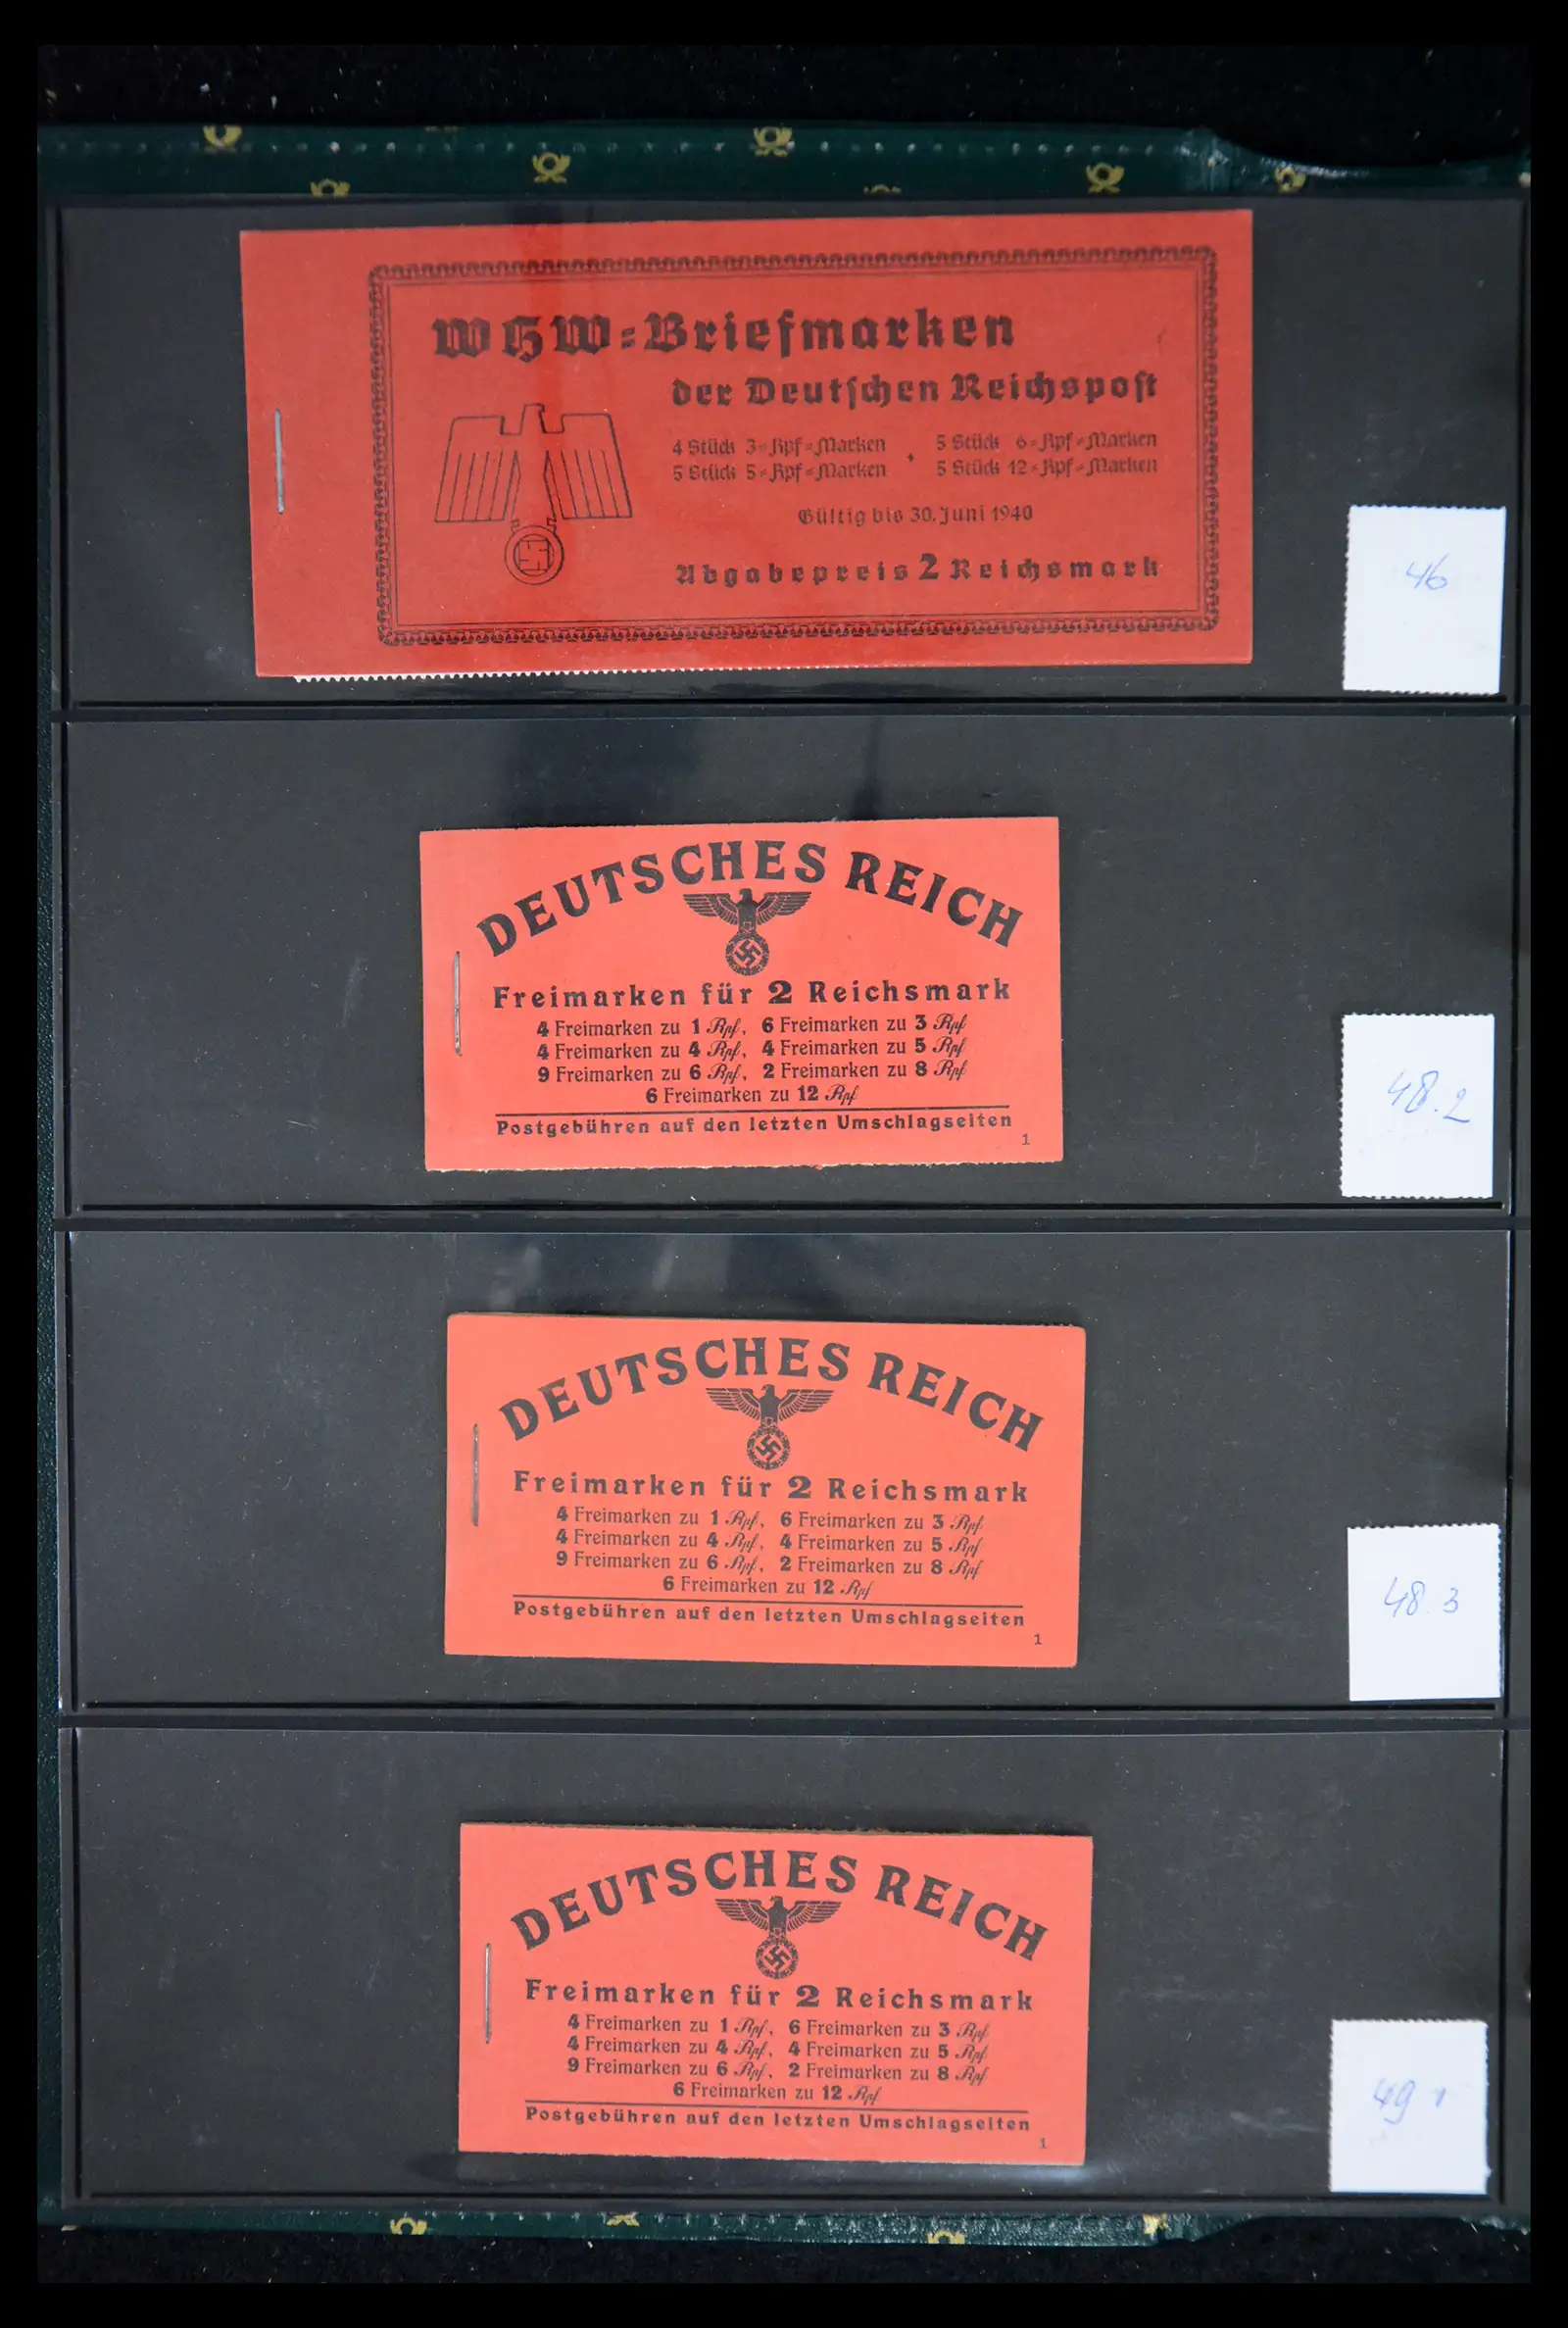 WHW=Briefmarken
der Deutschen Reichspost
4 Stück 3=Rpf=Marken • 5 Stück 6=Rpf=Marken
5 Stück 5=Rpf=Marken 5 Stück 12=Rpf=Marken
Gültig bis 30. Juni 1940
Abgabepreis 2 Reichsmark
46
DEUTSCHES REICH
Freimarken für 2 Reichsmark
4 Freimarken zu 1 Rpf, 6 Freimarken zu 3 Rpf
4 Freimarken zu 4 Rpf, 4 Freimarken zu 5 Rpf
9 Freimarken zu 6 Rpf, 2 Freimarken zu 8 Rpf
6 Freimarken zu 12 Rpf
Postgebühren auf den letzten Umschlagseiten
1
48.2
DEUTSCHES REICH
Freimarken für 2 Reichsmark
4 Freimarken zu 1 Rpf, 6 Freimarken zu 3 Rpf
4 Freimarken zu 4 Rpf, 4 Freimarken zu 5 Rpf
9 Freimarken zu 6 Rpf, 2 Freimarken zu 8 Rpf
6 Freimarken zu 12 Rpf
Postgebühren auf den letzten Umschlagseiten
1
48.3
DEUTSCHES REICH
Freimarken für 2 Reichsmark
4 Freimarken zu 1 Rpf, 6 Freimarken zu 3 Rpf
4 Freimarken zu 4 Rpf, 4 Freimarken zu 5 Rpf
9 Freimarken zu 6 Rpf, 2 Freimarken zu 8 Rpf
6 Freimarken zu 12 Rpf
Postgebühren auf den letzten Umschlagseiten
1
49 1